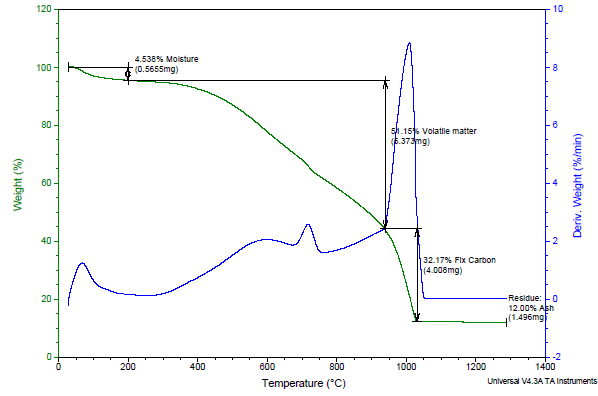 120
10
4.538% Moisture
(0.5655mg)
100
8
80
6
51.15% Volatile matter
(6.373mg)
Weight (%)
60
4
Deriv. Weight (%/min)
40
2
32.17% Fix Carbon
(4.008mg)
20
0
Residue:
12.00% Ash
(1.496mg)
0
-2
0
200
400
600
800
1000
1200
1400
Temperature (°C)
Universal V4.3A TA Instruments